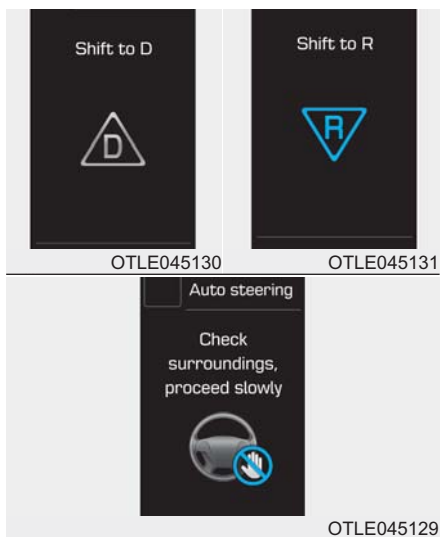 Shift to D
D
Shift to R
R
OTLE045130
OTLE045131
Auto steering
Check
surroundings,
proceed slowly
OTLE045129